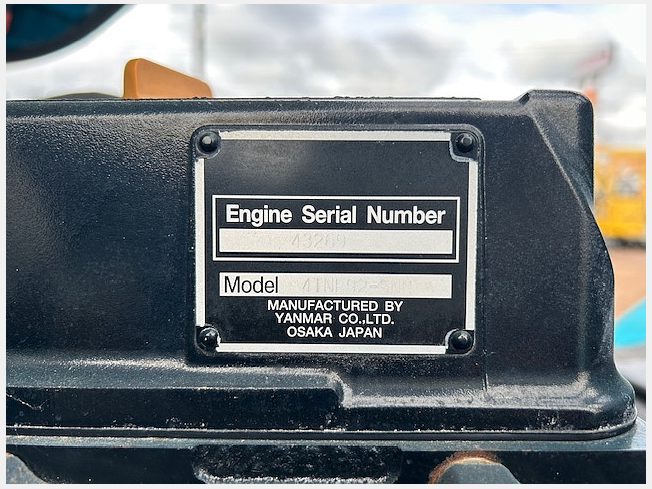 Engine Serial Number
43269
Model
MANUFACTURED BY
YANMAR CO.,LTD.
OSAKA JAPAN